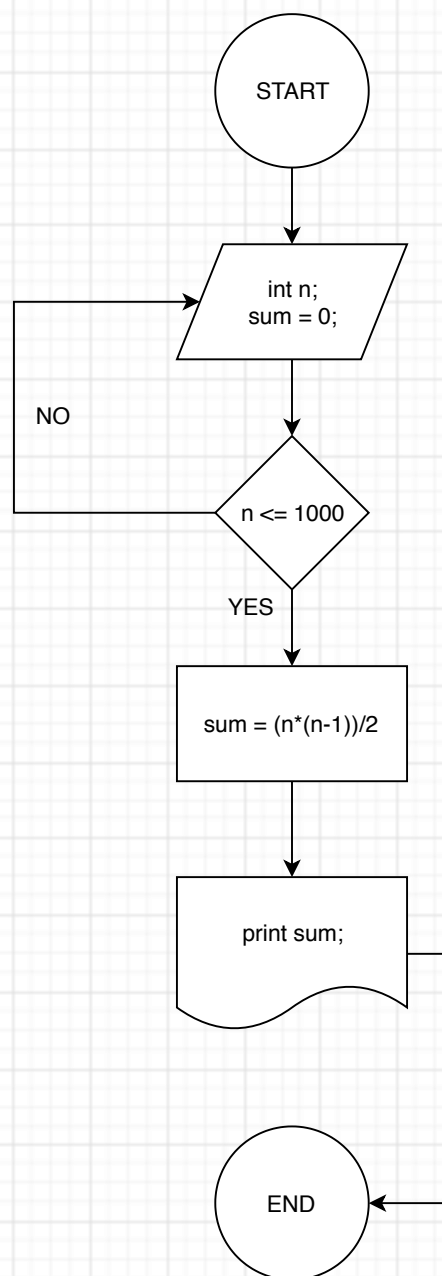 START
int n;
sum = 0;
NO
n <= 1000
YES
sum = (n*(n-1))/2
print sum;
END